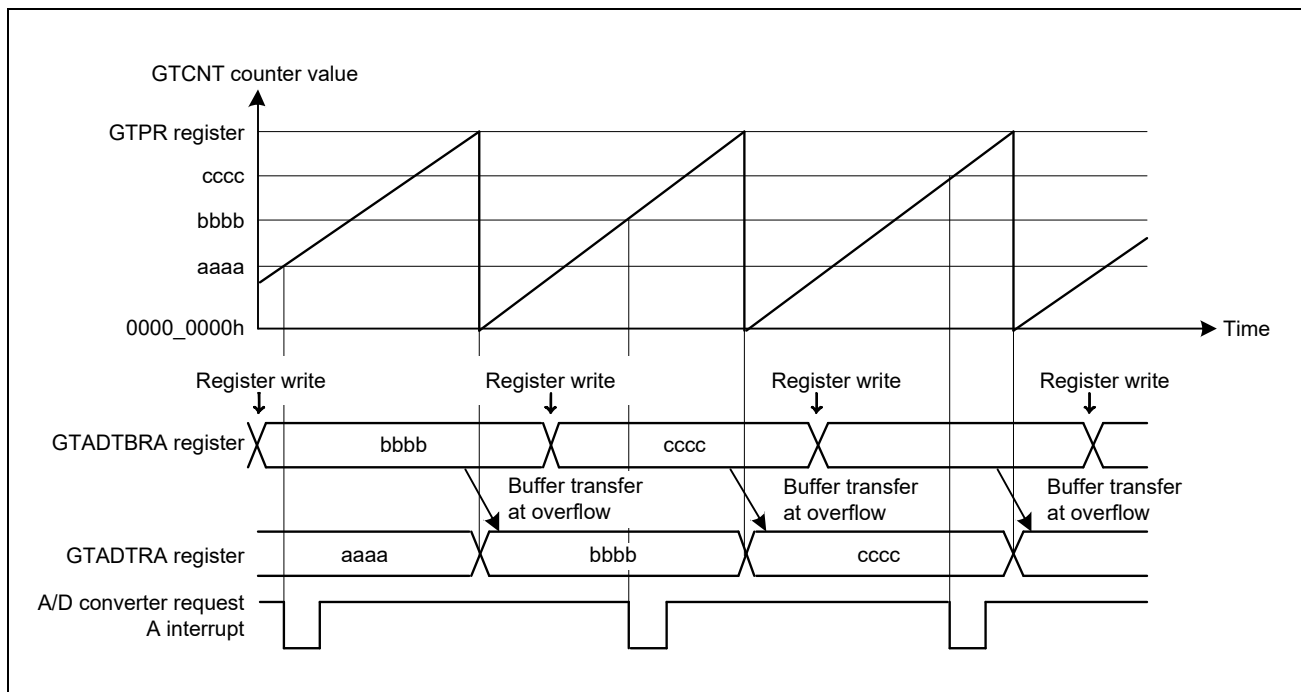 GTCNT counter value
GTPR register
cccc
bbbb
aaaa
0000_0000h
Time
Register write
Register write
Register write
Register write
GTADTBRA register
bbbb
cccc
Buffer transfer
at overflow
Buffer transfer
at overflow
Buffer transfer
at overflow
GTADTRA register
aaaa
bbbb
cccc
A/D converter request
A interrupt